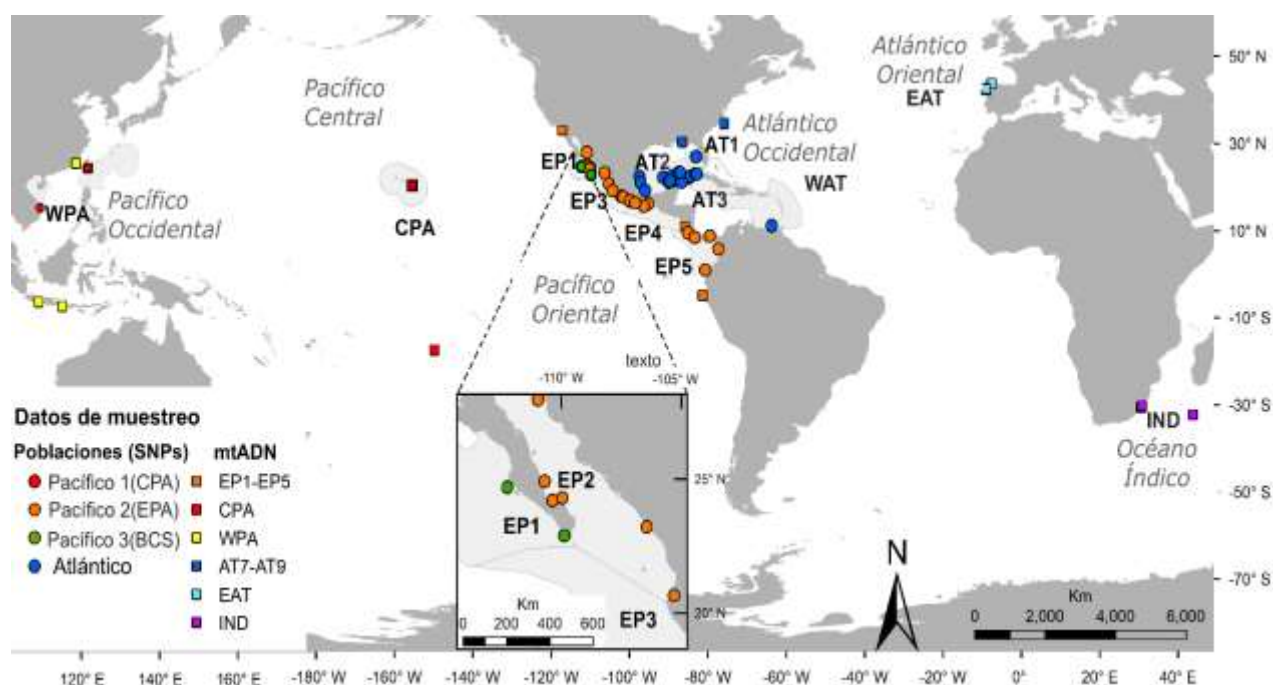 Atlántico
Oriental
EAT
50° N
Pacífico
Central
30° N
Atlántico
Occidental
WAT
AT1
AT2
AT3
EP1
EP3
EP4
EP5
WPA
Pacífico
Occidental
CPA
10° N
Pacífico
Oriental
-10° S
-30° S
IND
Océano
Índico
-50° S
-70° S
texto
-110° W
-105° W
25° N
20° N
EP2
EP1
EP3
Km
0 200 400 600
Datos de muestreo
Poblaciones (SNPs) mtADN
Pacífico 1(CPA) EP1-EP5
Pacífico 2(EPA) CPA
Pacífico 3(BCS) WPA
Atlántico AT7-AT9
EAT
IND
N
Km
0 2,000 4,000 6,000
120° E 140° E 160° E -180° W -160° W -140° W -120° W -100° W -80° W -60° W -40° W -20° W 0° 20° E 40° E